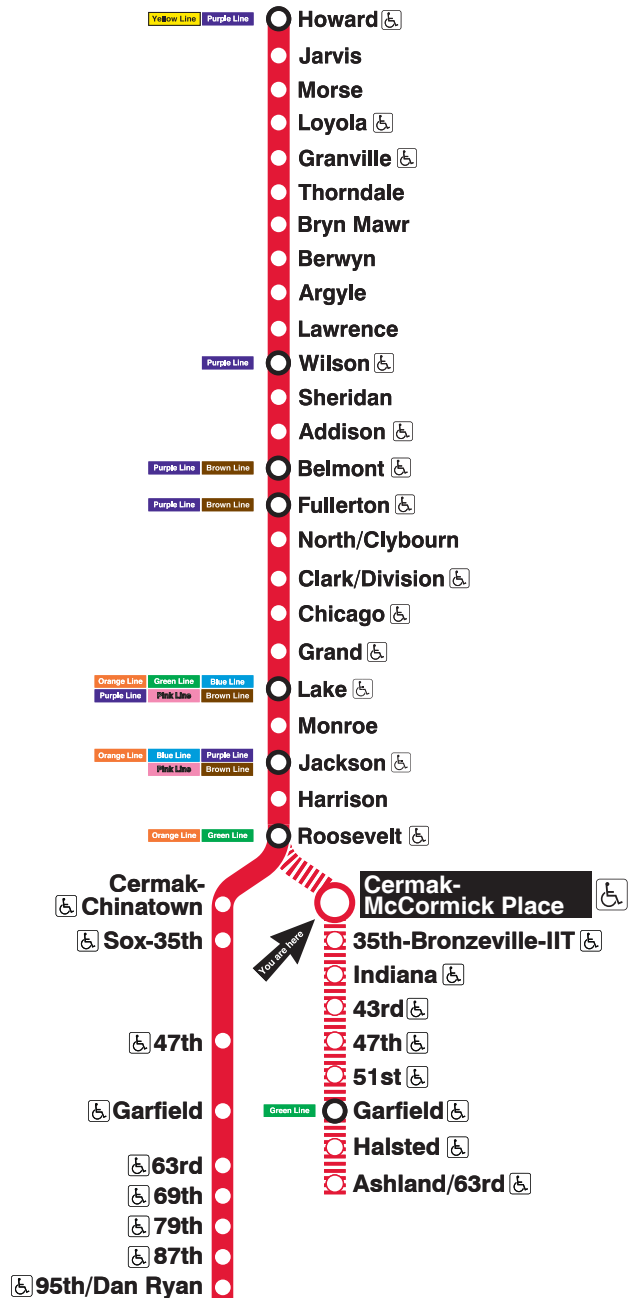 Yellow Line Purple Line Howard
Jarvis
Morse
Loyola
Granville
Thorndale
Bryn Mawr
Berwyn
Argyle
Lawrence
Purple Line Wilson
Sheridan
Addison
Purple Line Brown Line Belmont
Purple Line Brown Line Fullerton
North/Clybourn
Clark/Division
Chicago
Grand
Orange Line Green Line Blue Line
Purple Line Pink Line Brown Line
Lake
Monroe
Orange Line Blue Line Purple Line
Pink Line Brown Line
Jackson
Harrison
Orange Line Green Line Roosevelt
Cermak-
Chinatown
Sox-35th
47th
Garfield
63rd
69th
79th
87th
95th/Dan Ryan
Cermak-
McCormick Place
You are here
35th-Bronzeville-IIT
Indiana
43rd
47th
51st
Green Line Garfield
Halsted
Ashland/63rd